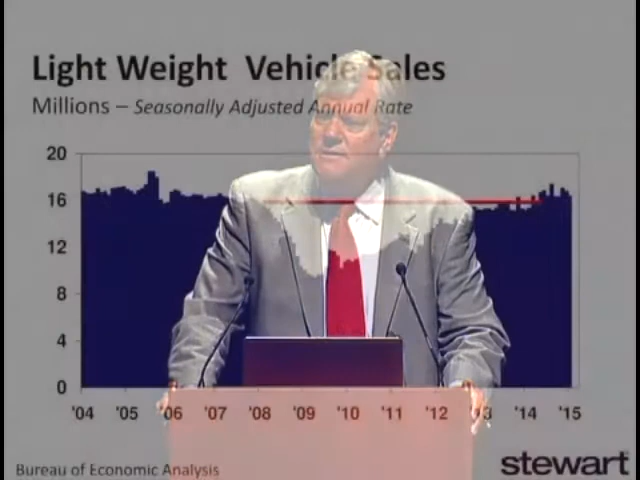 Light Weight Vehicle Sales
Millions – Seasonally Adjusted Annual Rate
20
16
12
8
4
0
'04 '05 '06 '07 '08 '09 '10 '11 '12 '13 '14 '15
Bureau of Economic Analysis
stewart